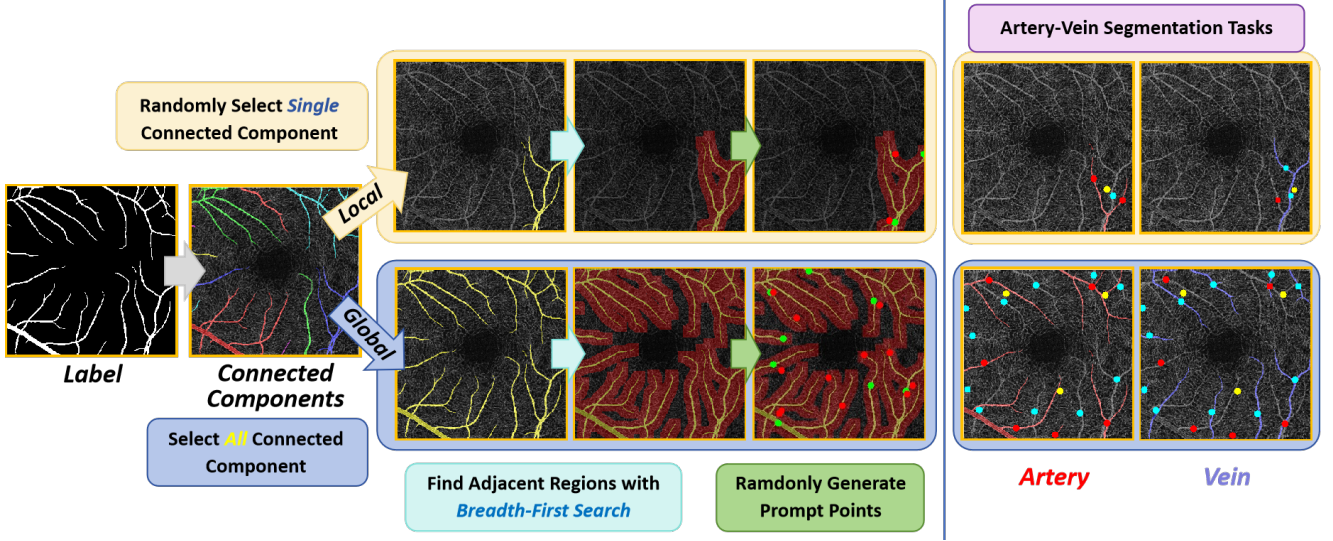 Artery-Vein Segmentation Tasks
Randomly Select Single
Connected Component
Local
Global
Label
Connected
Components
Select All Connected
Component
Find Adjacent Regions with
Breadth-First Search
Ramdonly Generate
Prompt Points
Artery
Vein